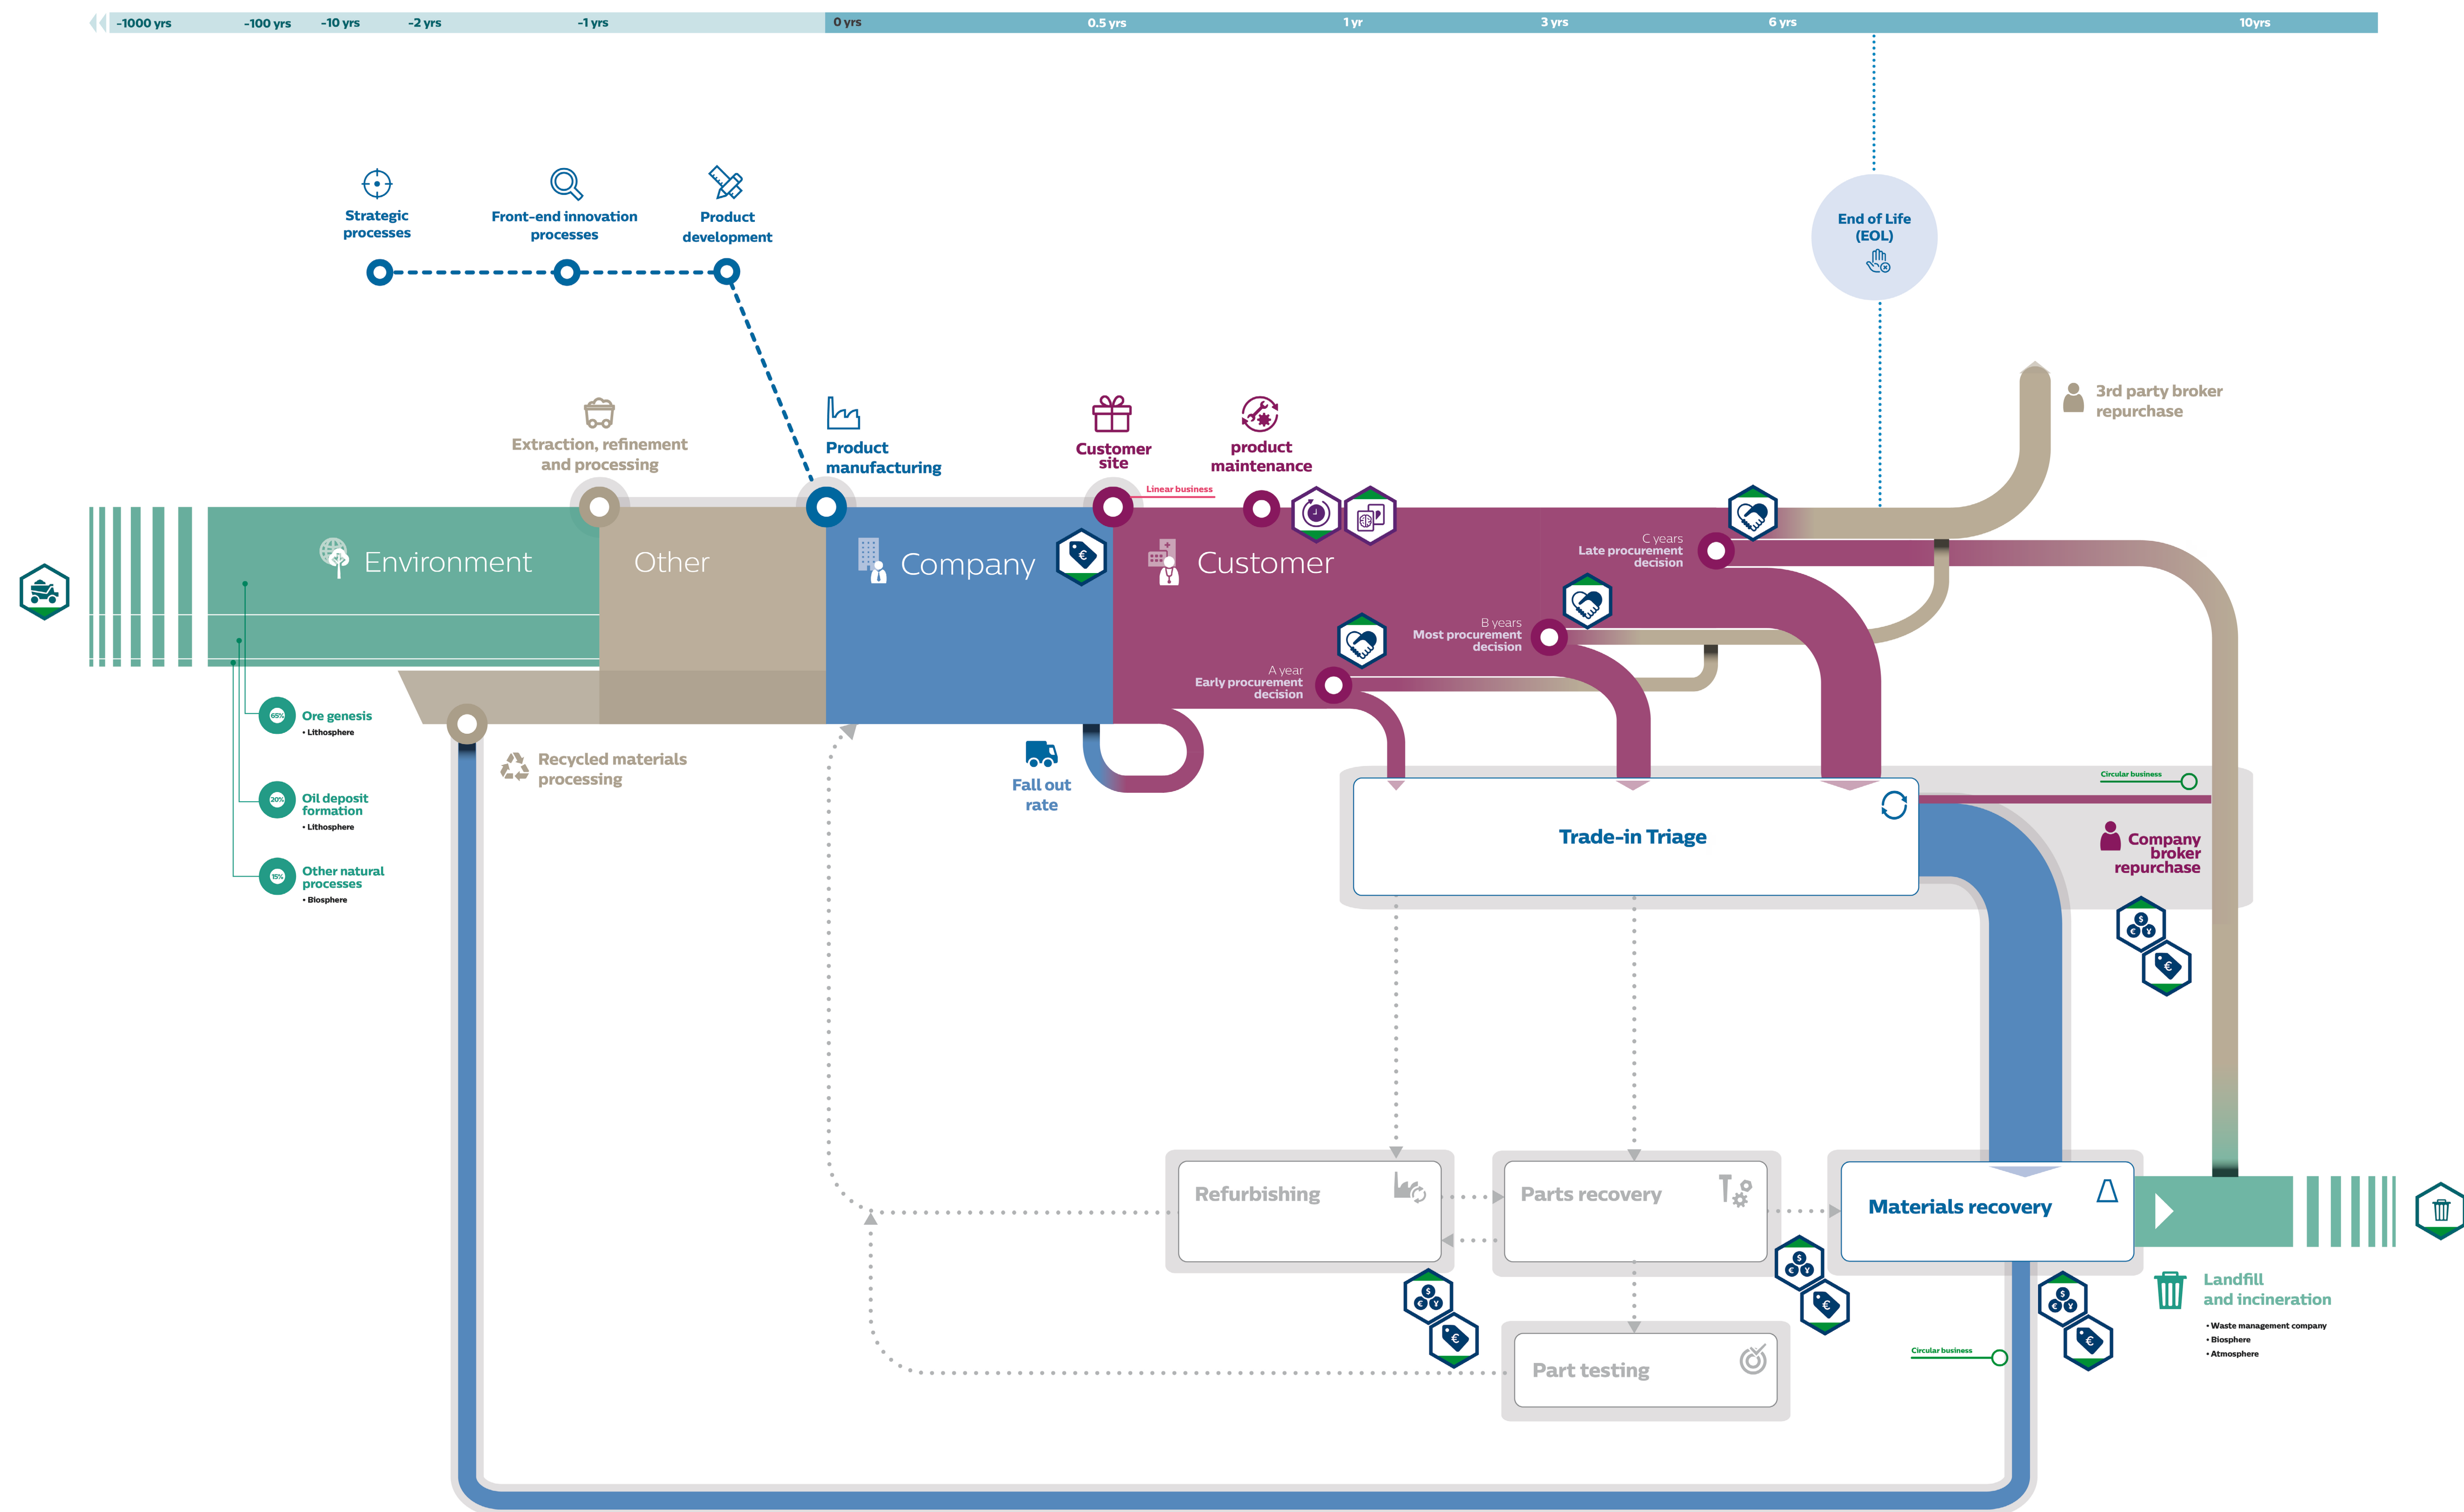 -1000 yrs
-100 yrs
-10 yrs
-2 yrs
-1 yrs
0 yrs
0.5 yrs
1 yr
3 yrs
6 yrs
10yrs
Strategic
processes
Front-end innovation
processes
Product
development
End of Life
(EOL)
3rd party broker
repurchase
Extraction, refinement
and processing
Product
manufacturing
Customer
site
product
maintenance
Linear business
Environment
Other
Company
€
Customer
C years
Late procurement
decision
B years
Most procurement
decision
A year
Early procurement
decision
65%
Ore genesis
• Lithosphere
20%
Oil deposit
formation
• Lithosphere
15%
Other natural
processes
• Biosphere
Recycled materials
processing
Fall out
rate
Trade-in Triage
Circular business
Company
broker
repurchase
$
€ ¥
€
Refurbishing
Parts recovery
Materials recovery
$
€ ¥
€
$
€ ¥
€
$
€ ¥
€
Landfill
and incineration
• Waste management company
• Biosphere
• Atmosphere
Circular business
Part testing